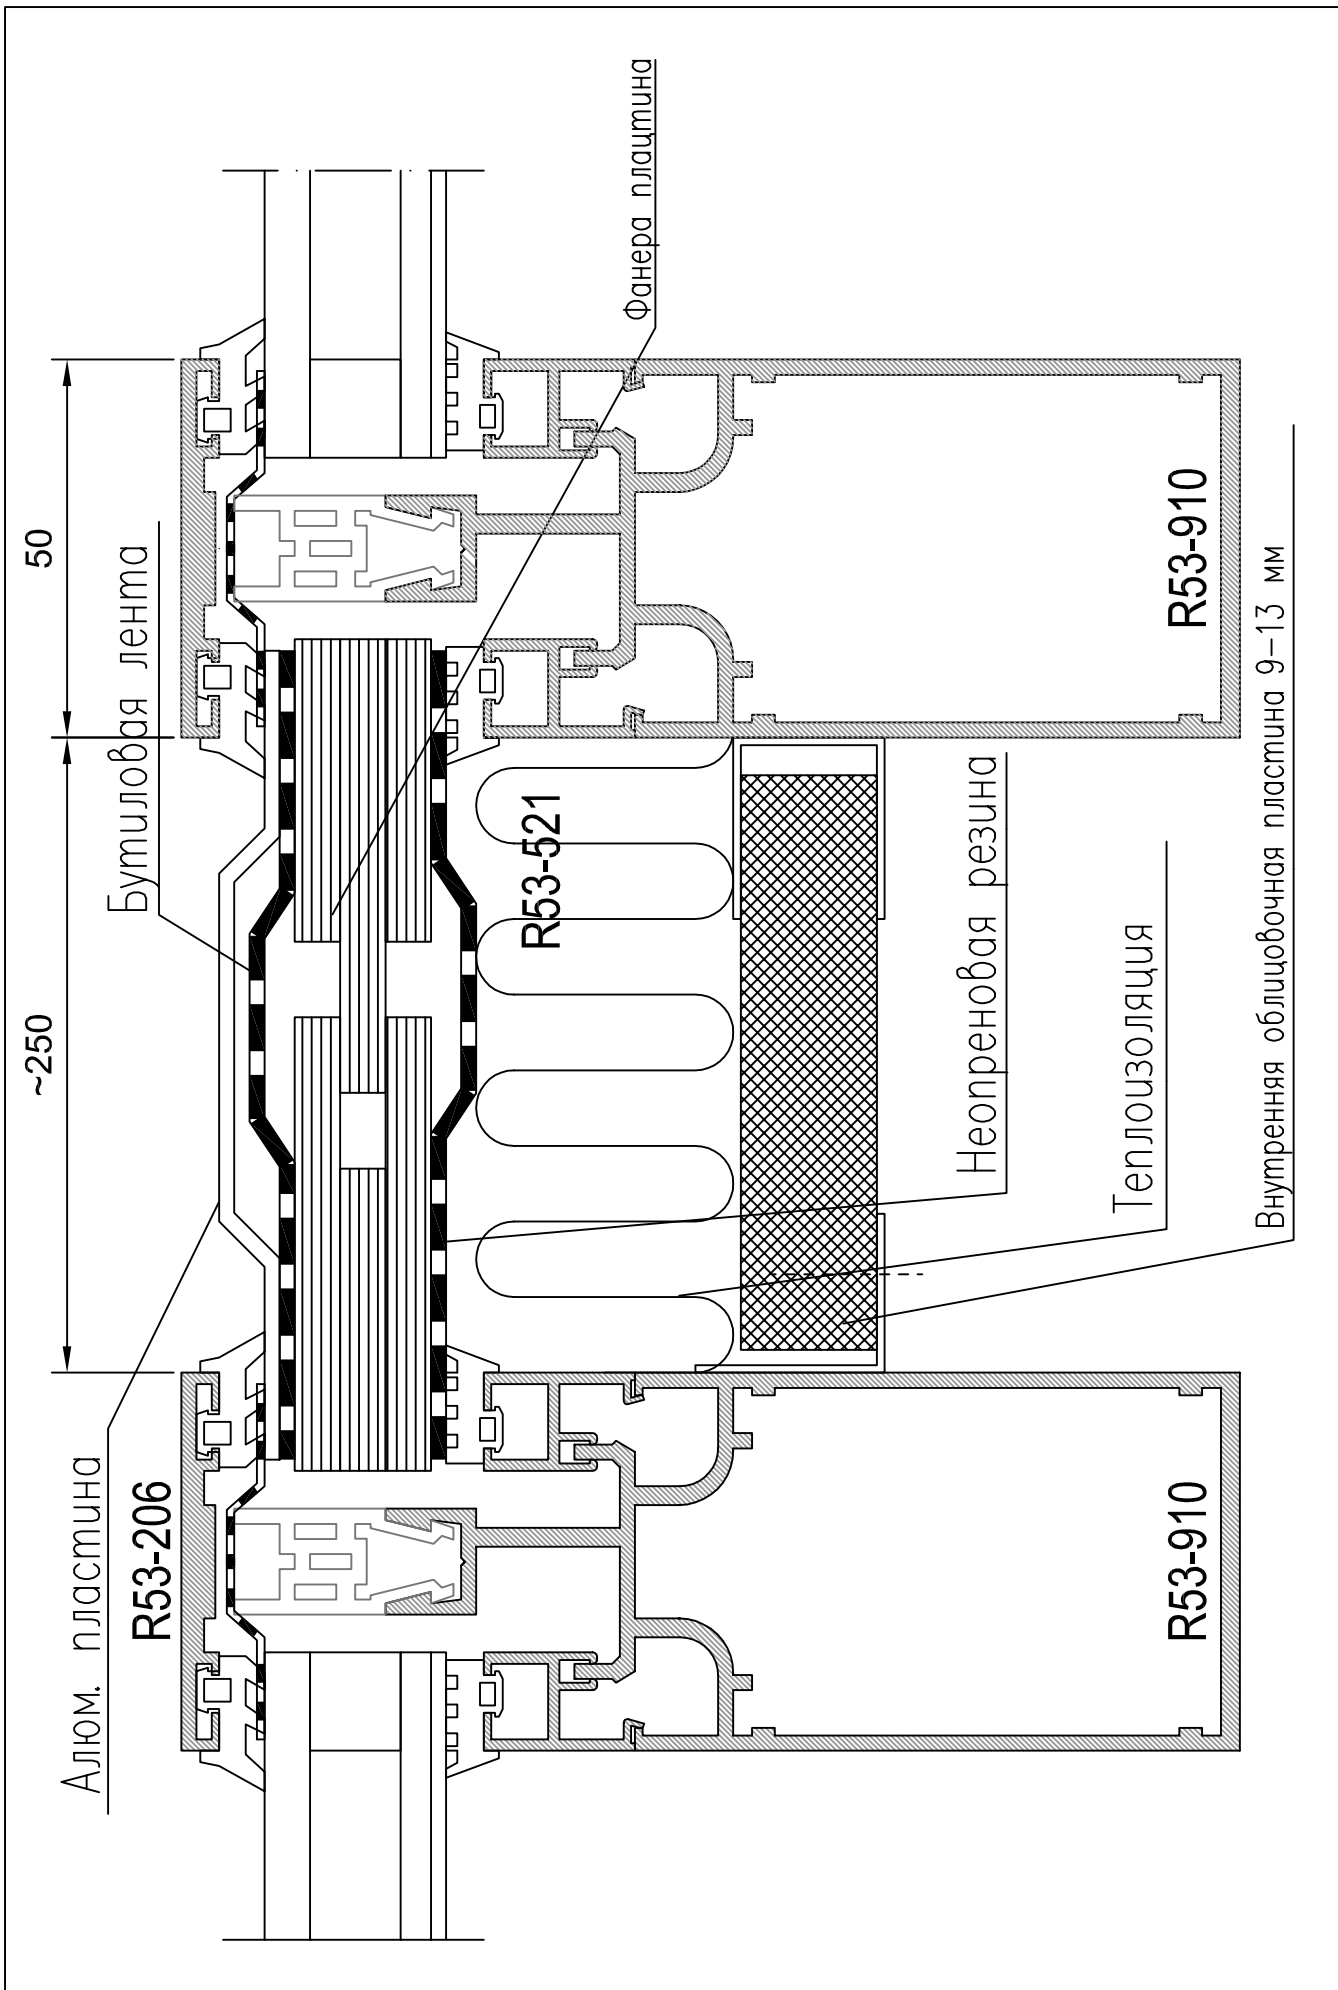 ~250
50
Алюм. пластина
Бутиловая лента
R53-206
R53-521
Фанера плаитина
Неопреновая резина
Теплоизоляция
R53-910
R53-910
Внутренняя облицовочная пластина 9-13 мм